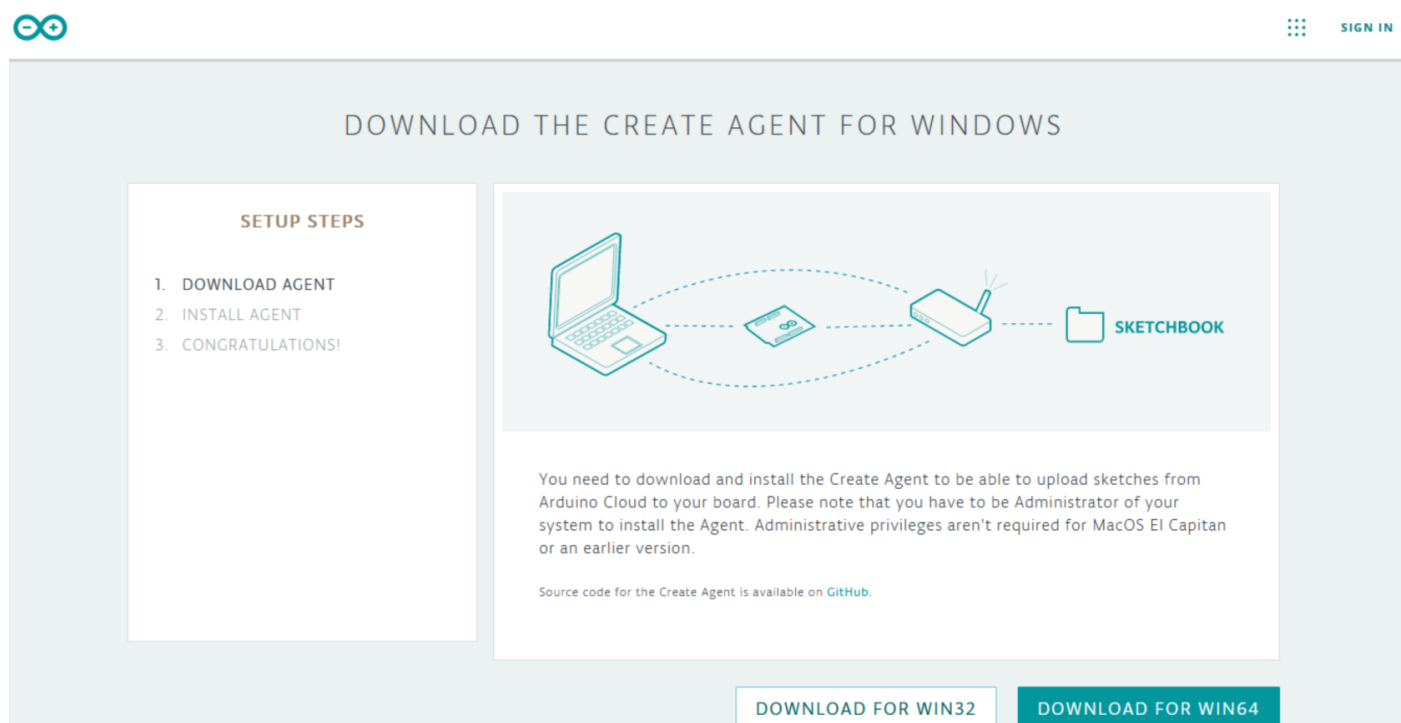 SIGN IN
DOWNLOAD THE CREATE AGENT FOR WINDOWS
SETUP STEPS
1. DOWNLOAD AGENT
2. INSTALL AGENT
3. CONGRATULATIONS!
SKETCHBOOK
You need to download and install the Create Agent to be able to upload sketches from
Arduino Cloud to your board. Please note that you have to be Administrator of your
system to install the Agent. Administrative privileges aren't required for MacOS El Capitan
or an earlier version.
Source code for the Create Agent is available on GitHub.
DOWNLOAD FOR WIN32
DOWNLOAD FOR WIN64